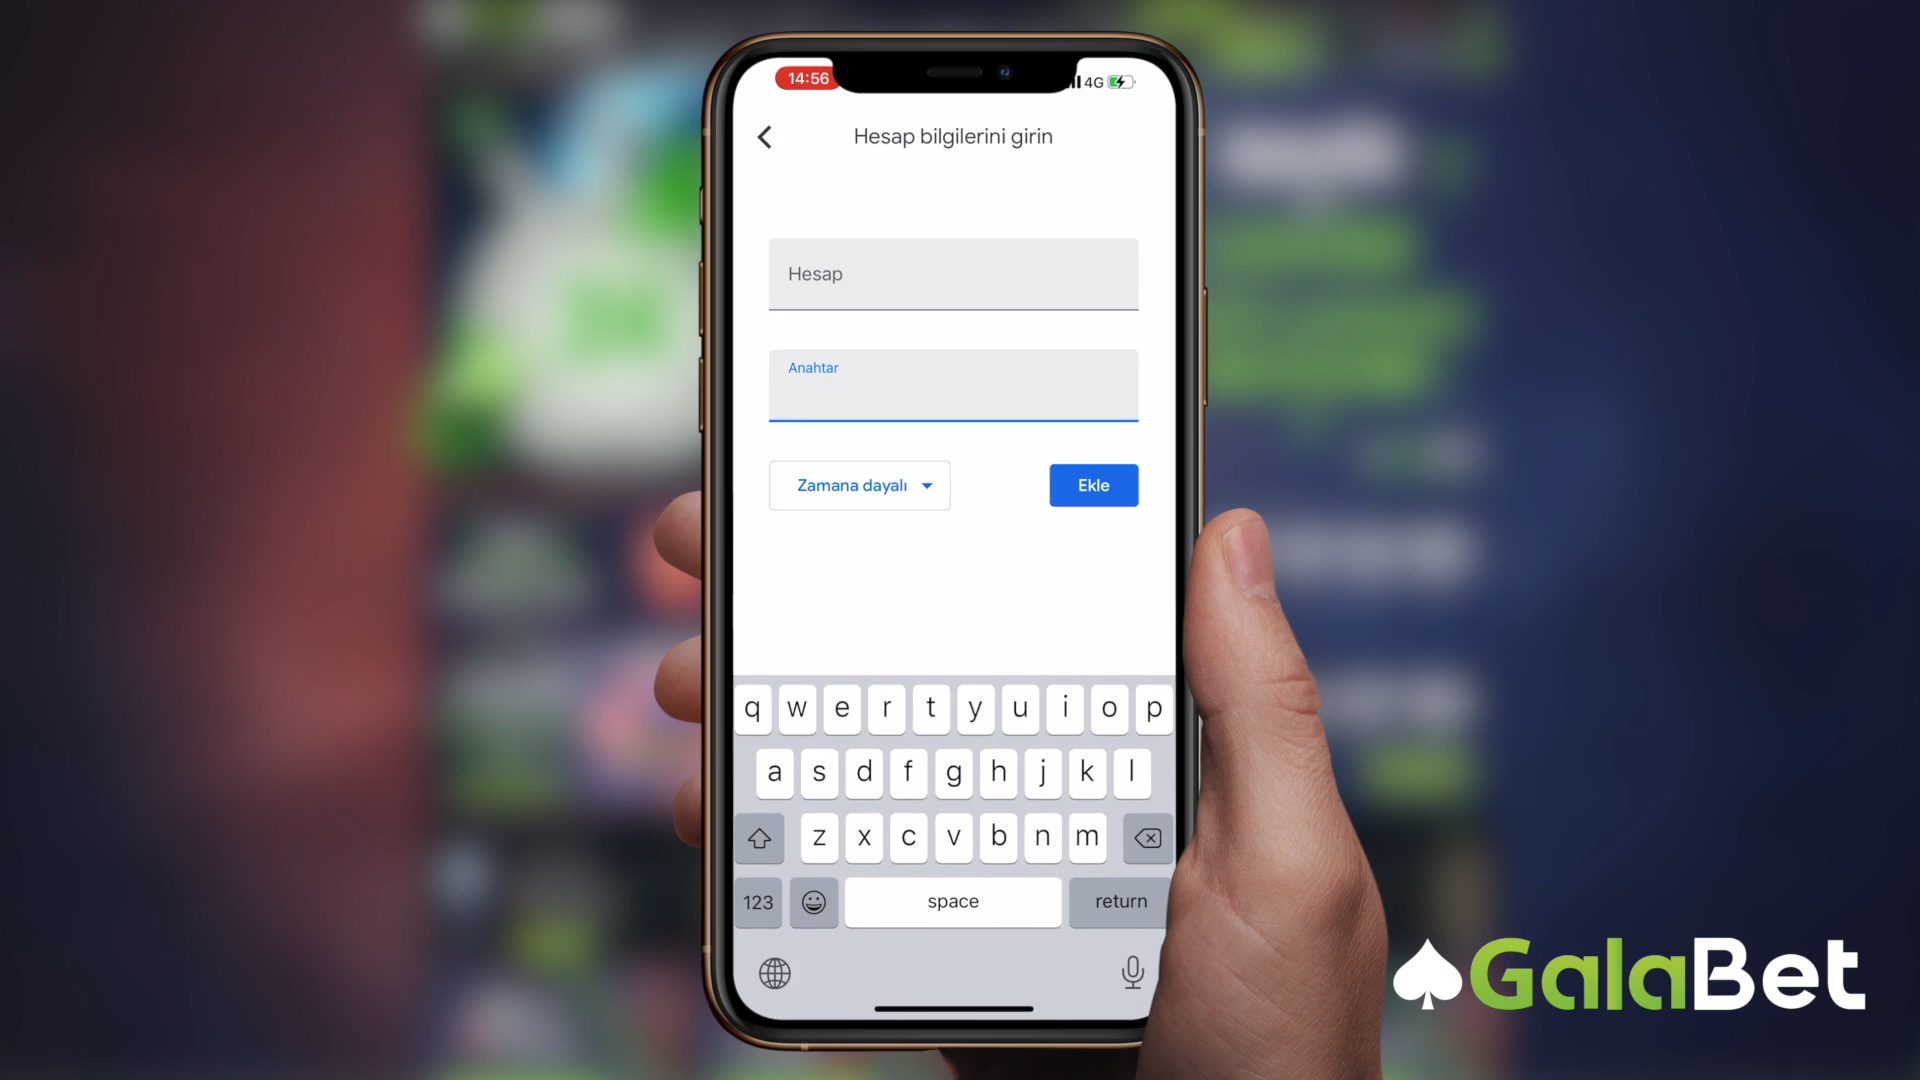 14:56
4G
Hesap bilgilerini girin
Hesap
Anahtar
Zamana dayalı
Ekle
q w e r t y u i o p
a s d f g h j k l
z x c v b n m
123
space
return
GalaBet